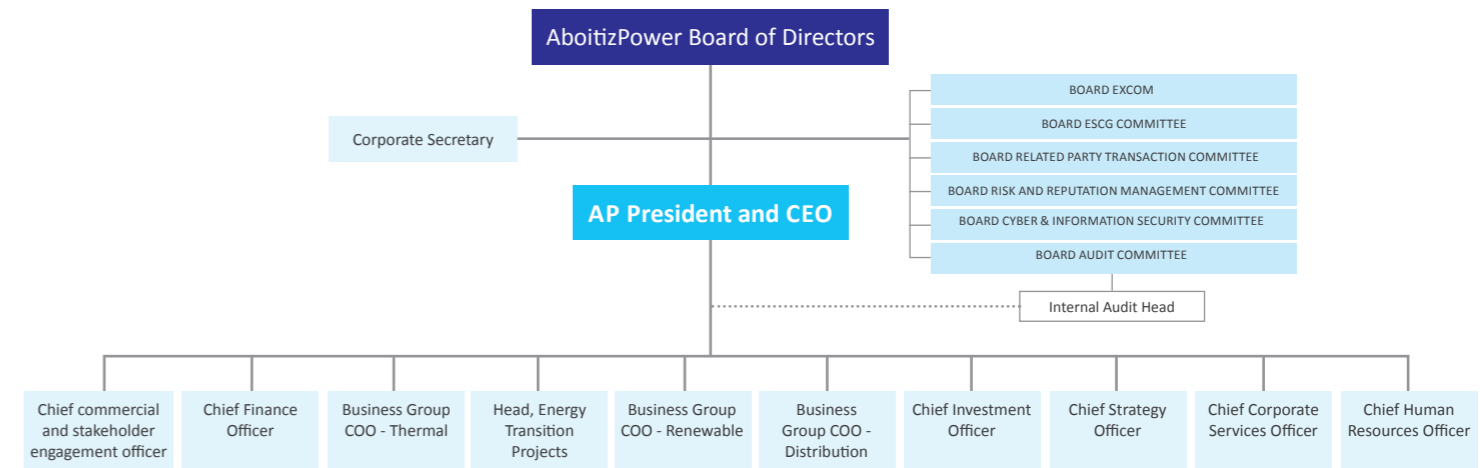 AboitizPower Board of Directors
BOARD EXCOM
BOARD ESCG COMMITTEE
Corporate Secretary
BOARD RELATED PARTY TRANSACTION COMMITTEE
BOARD RISK AND REPUTATION MANAGEMENT COMMITTEE
AP President and CEO
BOARD CYBER & INFORMATION SECURITY COMMITTEE
BOARD AUDIT COMMITTEE
Internal Audit Head
Chief commercial
and stakeholder
engagement officer
Chief Finance
Officer
Business Group
COO - Thermal
Head, Energy
Transition
Projects
Business Group
COO - Renewable
Business
Group COO -
Distribution
Chief Investment
Officer
Chief Strategy
Officer
Chief Corporate
Services Officer
Chief Human
Resources Officer